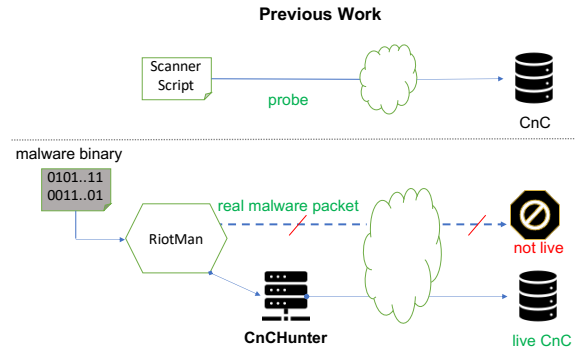 Previous Work
Scanner
Script
probe
CnC
malware binary
0101..11
0011..01
real malware packet
RiotMan
not live
CnCHunter
live CnC